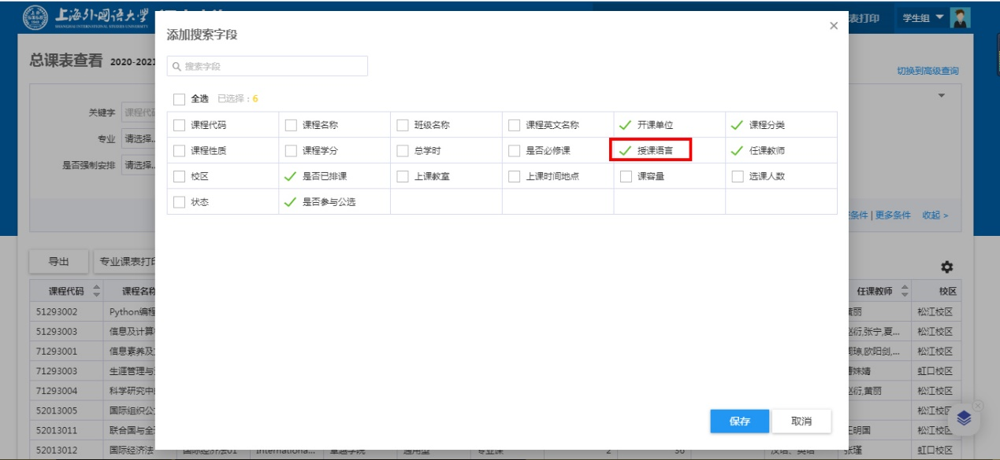 上海外国语大学
SHANGHAI INTERNATIONAL STUDIES UNIVERSITY
表打印
学生组
添加搜索字段
总课表查看 2020-2021
搜索字段
切换到高级查询
全选 已选择：6
关键字 课程代码
课程代码 课程名称 班级名称 课程英文名称 开课单位 课程分类
专业 请选择...
课程性质 课程学分 总学时 是否必修课 授课语言 任课教师
是否强制安排 请选择...
校区 是否已排课 上课教室 上课时间地点 课容量 选课人数
状态 是否参与公选
条件 | 更多条件 收起 >
导出 专业课表打印
课程代码 课程名称 任课教师 校区
51293002 Python编程 黄丽 松江校区
51293003 信息及计算 赵衍,张宁,夏... 松江校区
71293001 信息素养及 周琼,欧阳剑,... 松江校区
71293003 生涯管理与 曹妹婧 虹口校区
71293004 科学研究中 赵衍,黄丽 松江校区
52013005 国际组织公 松江校区
保存 取消
52013011 联合国与全 王明国 松江校区
52013012 国际经济法 国际经济法01 Internationa... 卓越学院 通用型 专业课 2 30 汉语、英语 张瑾 虹口校区